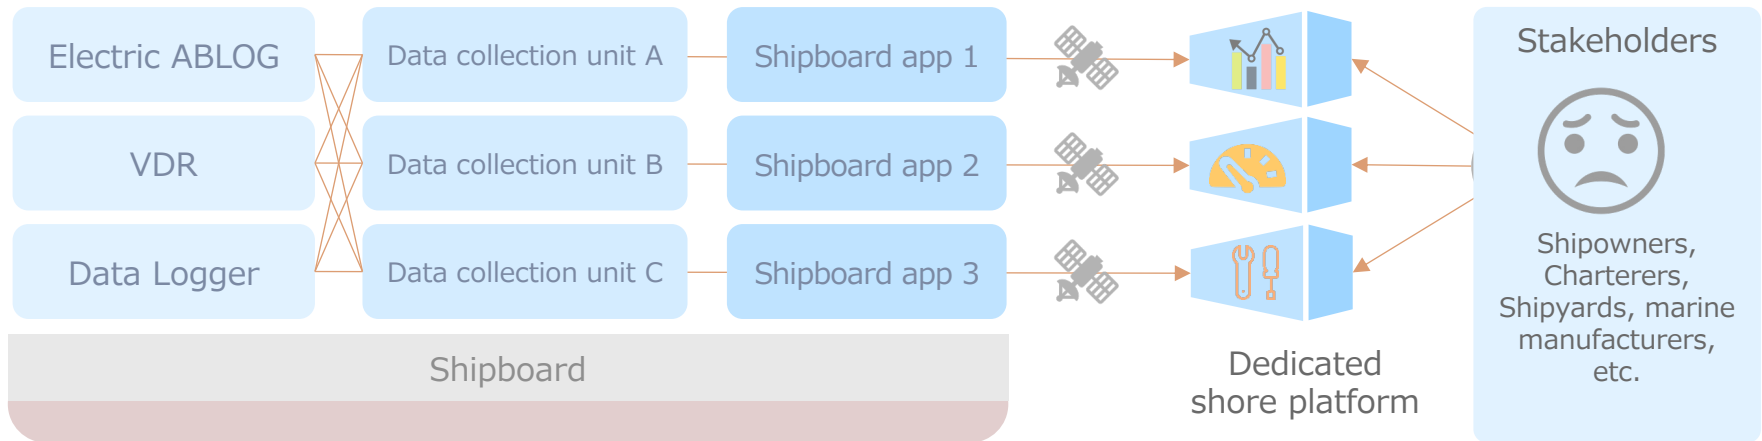 Electric ABLOG
Data collection unit A
Shipboard app 1
VDR
Data collection unit B
Shipboard app 2
Data Logger
Data collection unit C
Shipboard app 3
Shipboard
Dedicated
shore platform
Stakeholders
Shipowners,
Charterers,
Shipyards, marine
manufacturers,
etc.